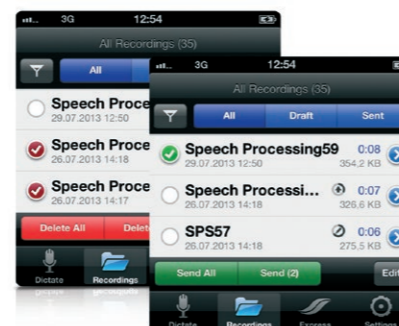 3G 12:54
All Recordings (35)
All
Speech Proce
29.07.2013 12:50
Speech Proce
26.07.2013 14:18
Speech Proce
26.07.2013 14:17
Delete All Delet
Dictate Recordings
3G 12:54
All Recordings (35)
All Draft Sent
Speech Processing59 0:08
29.07.2013 12:50 354,2 KB
Speech Processi... 0:07
26.07.2013 14:18 326,6 KB
SPS57 0:06
26.07.2013 14:18 275,5 KB
Send All Send (2) Edit
Dictate Recordings Express Settings